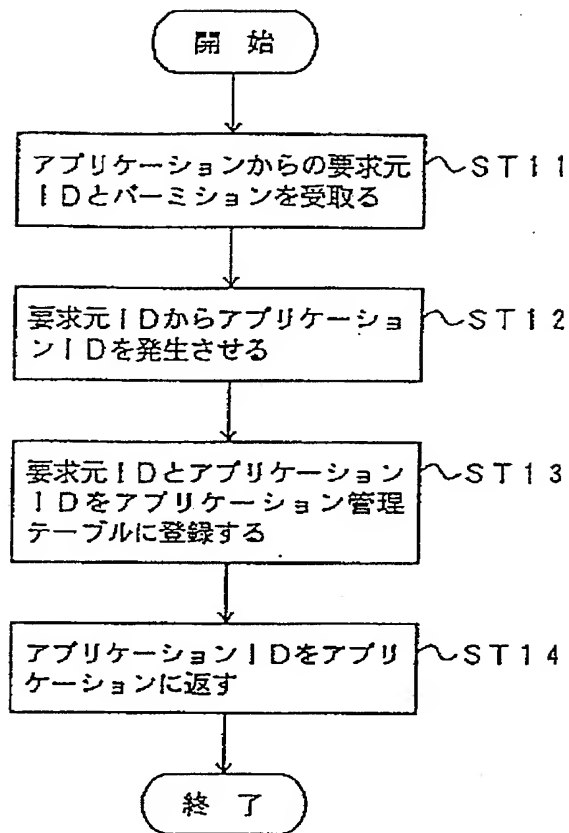 開 始
アプリケーションからの要求元 ST11
IDとパーミションを受取る
要求元IDからアプリケーショ ST12
ンIDを発生させる
要求元IDとアプリケーション ST13
IDをアプリケーション管理
テーブルに登録する
アプリケーションIDをアプリ ST14
ケーションに返す
終 了